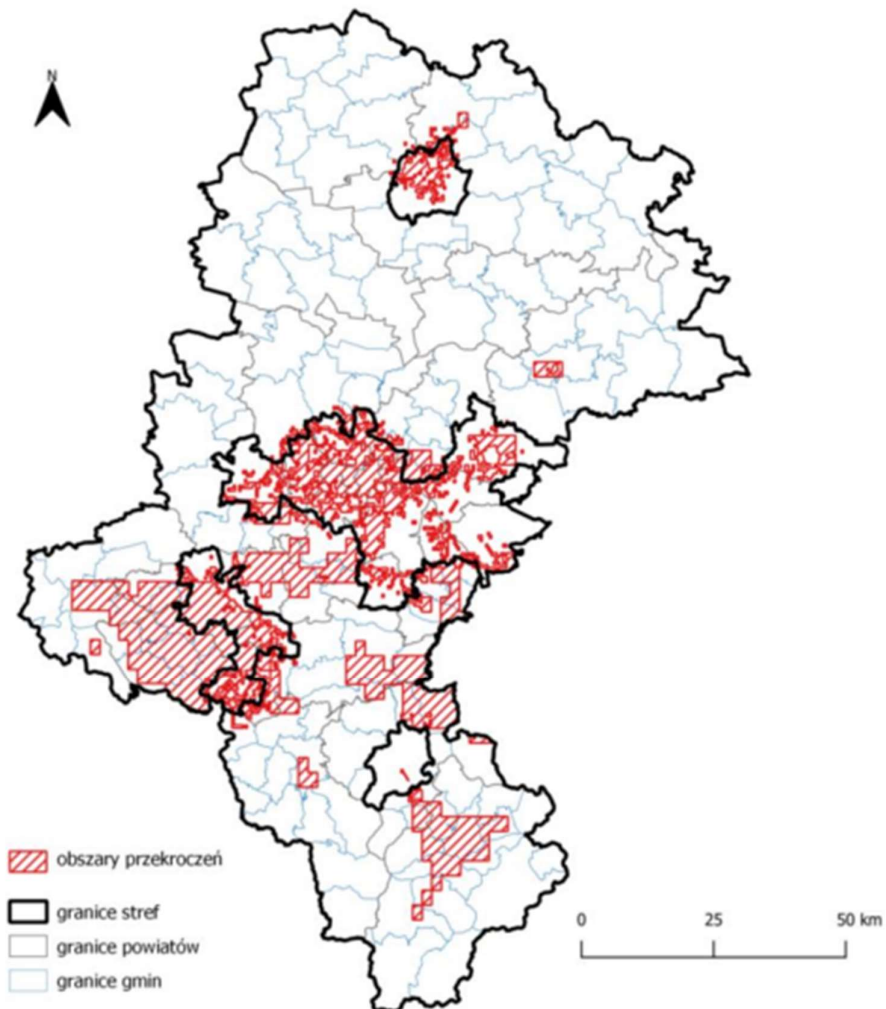 N
obszary przekroczeń
granice stref
granice powiatów
granice gmin
0 25 50 km